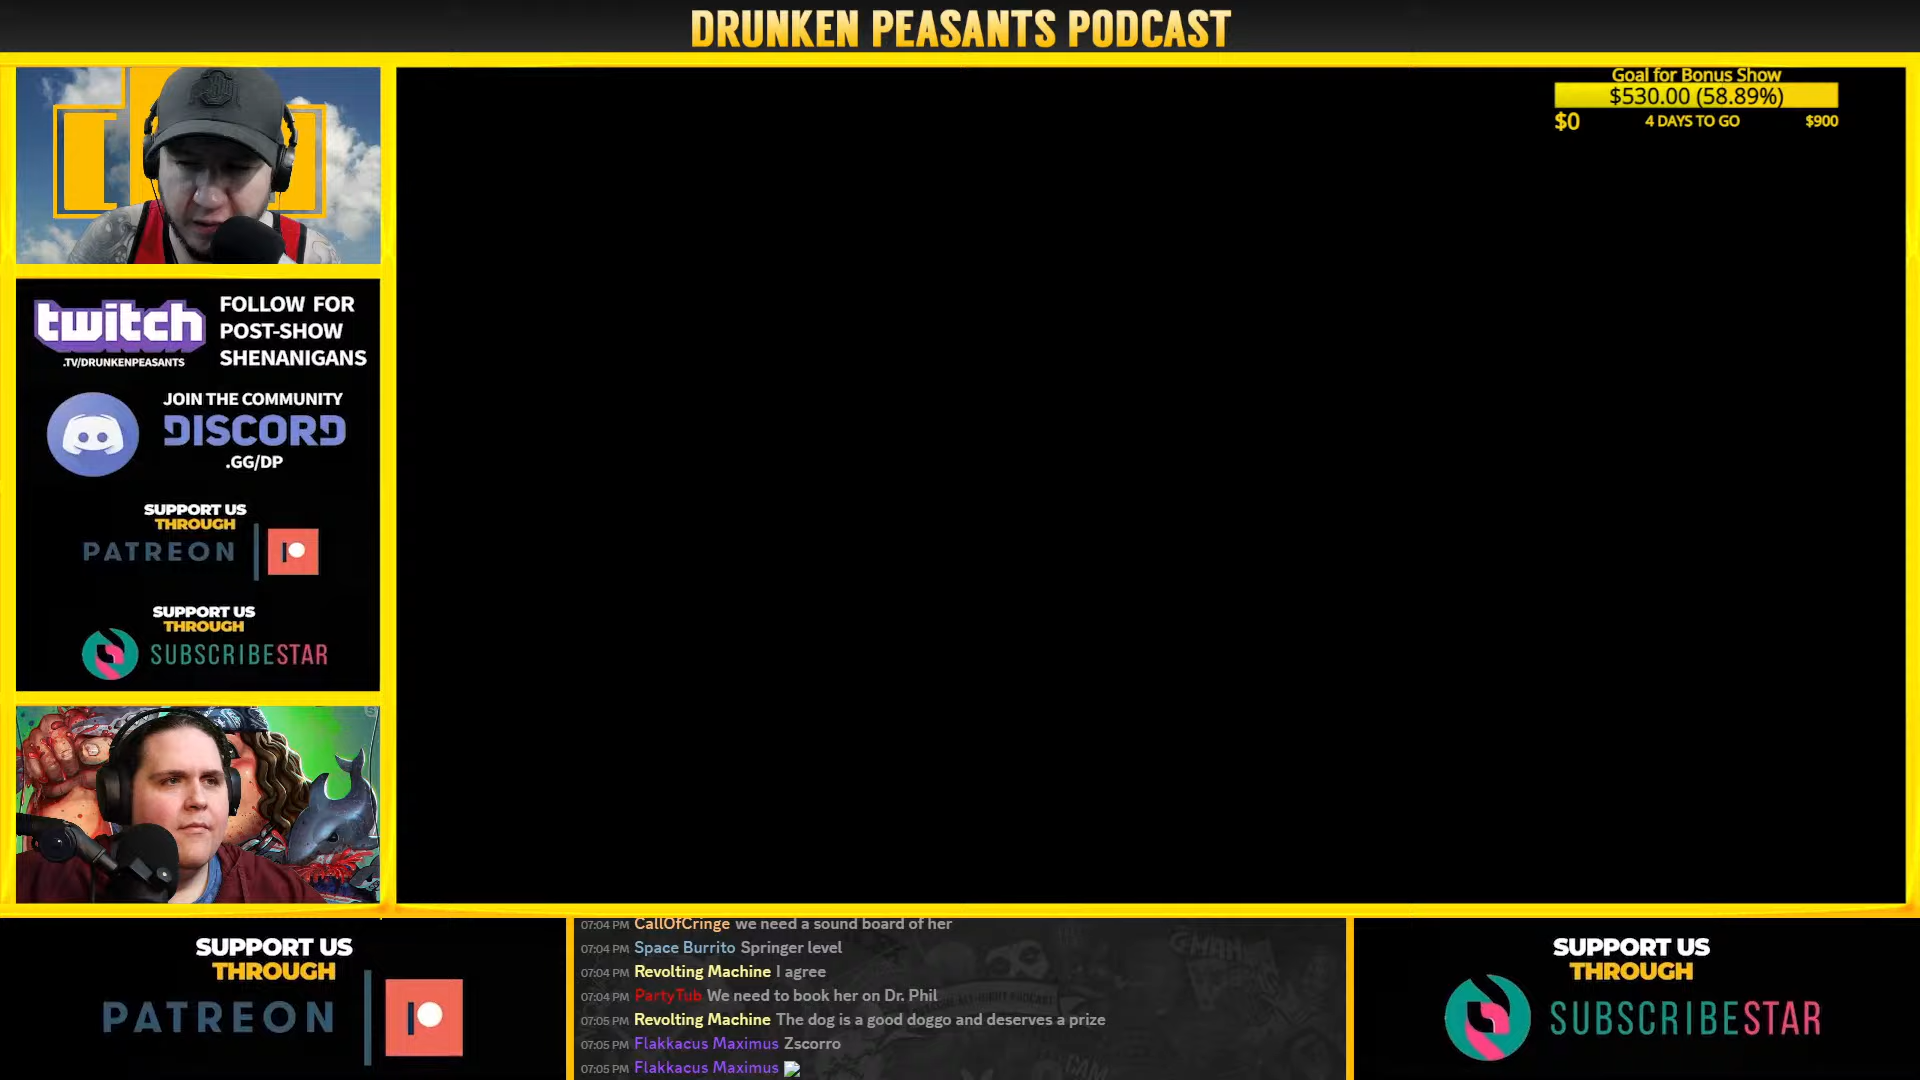 DRUNKEN PEASANTS PODCAST
Goal for Bonus Show
$530.00 (58.89%)
$0 4 DAYS TO GO $900
twitch
.TV/DRUNKENPEASANTS
FOLLOW FOR
POST-SHOW
SHENANIGANS
JOIN THE COMMUNITY
DISCORD
.GG/DP
SUPPORT US
THROUGH
PATREON
SUPPORT US
THROUGH
SUBSCRIBESTAR
SUPPORT US
THROUGH
PATREON
07:04 PM CallOfCringe we need a sound board of her
07:04 PM Space Burrito Springer level
07:04 PM Revolting Machine I agree
07:04 PM PartyTub We need to book her on Dr. Phil
07:05 PM Revolting Machine The dog is a good doggo and deserves a prize
07:05 PM Flakkacus Maximus Zscorro
07:05 PM Flakkacus Maximus
SUPPORT US
THROUGH
SUBSCRIBESTAR